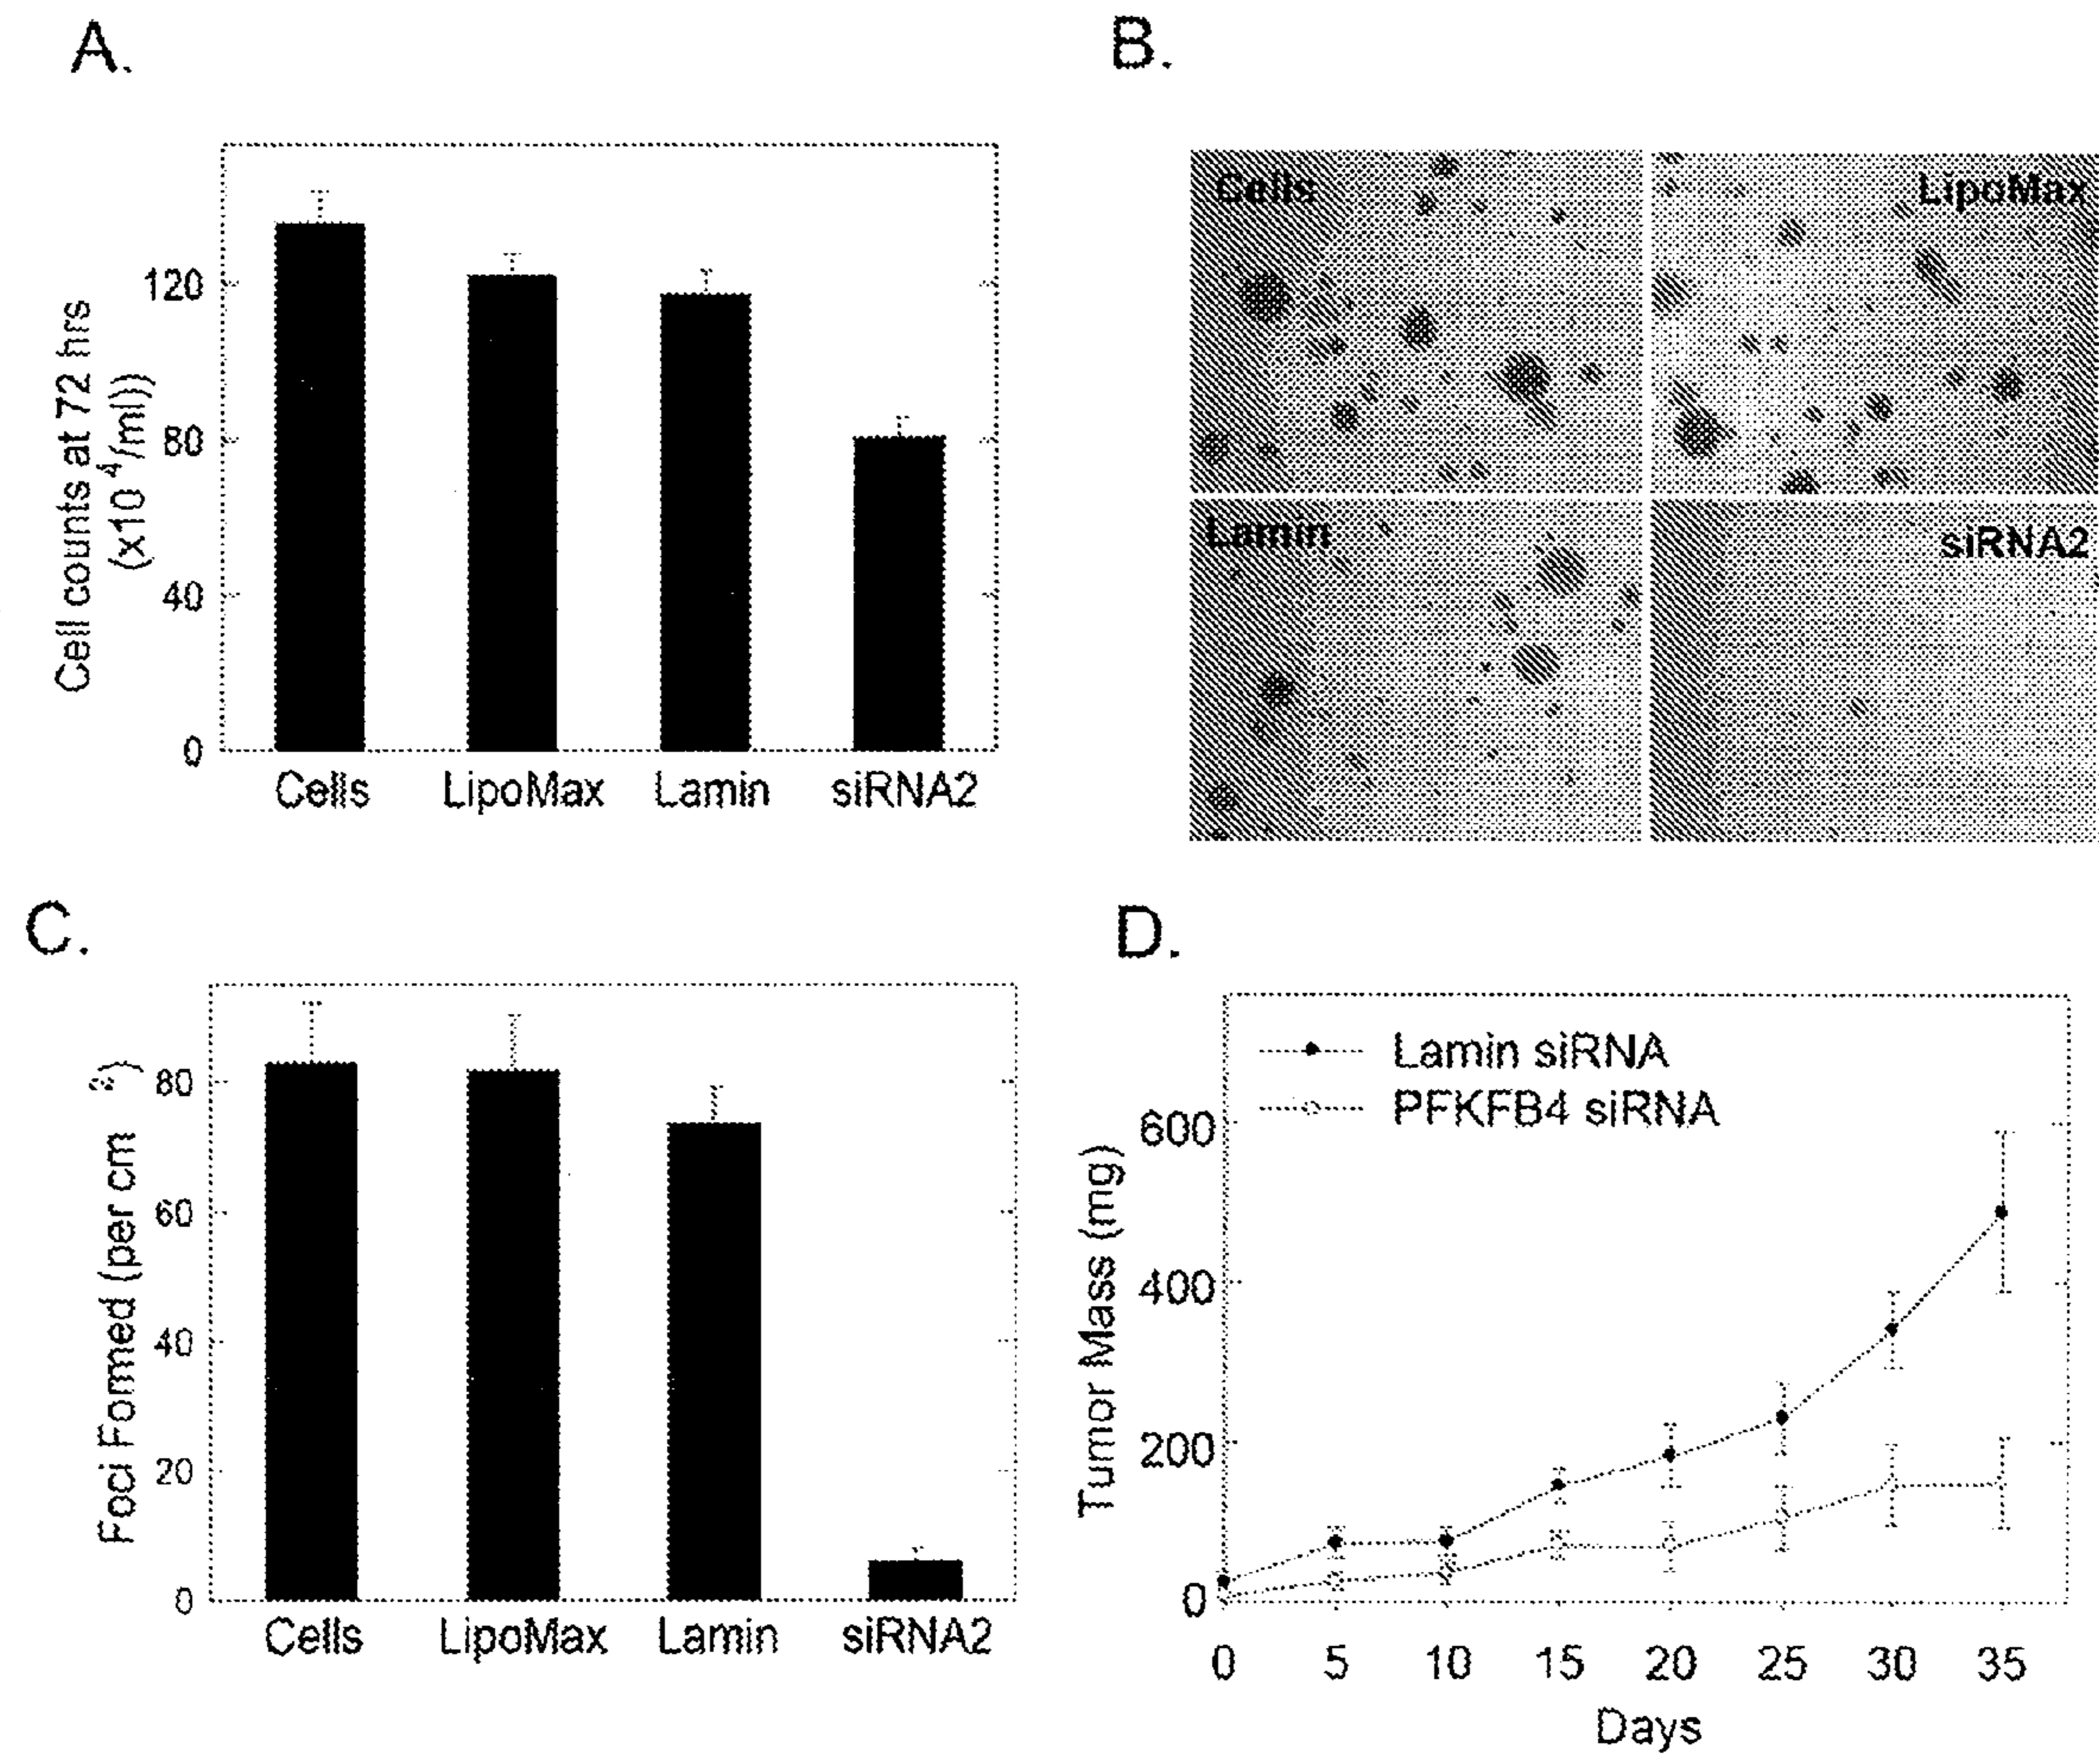 A.
Cell counts at 72 hrs
(x10 4/ml))
120
80
40
0
Cells
LipoMax
Lamin
siRNA2
B.
Cells
LipoMax
Lamin
siRNA2
C.
Foci Formed (per cm 2)
80
60
40
20
0
Cells
LipoMax
Lamin
siRNA2
D.
Lamin siRNA
PFKFB4 siRNA
Tumor Mass (mg)
600
400
200
0
0 5 10 15 20 25 30 35
Days